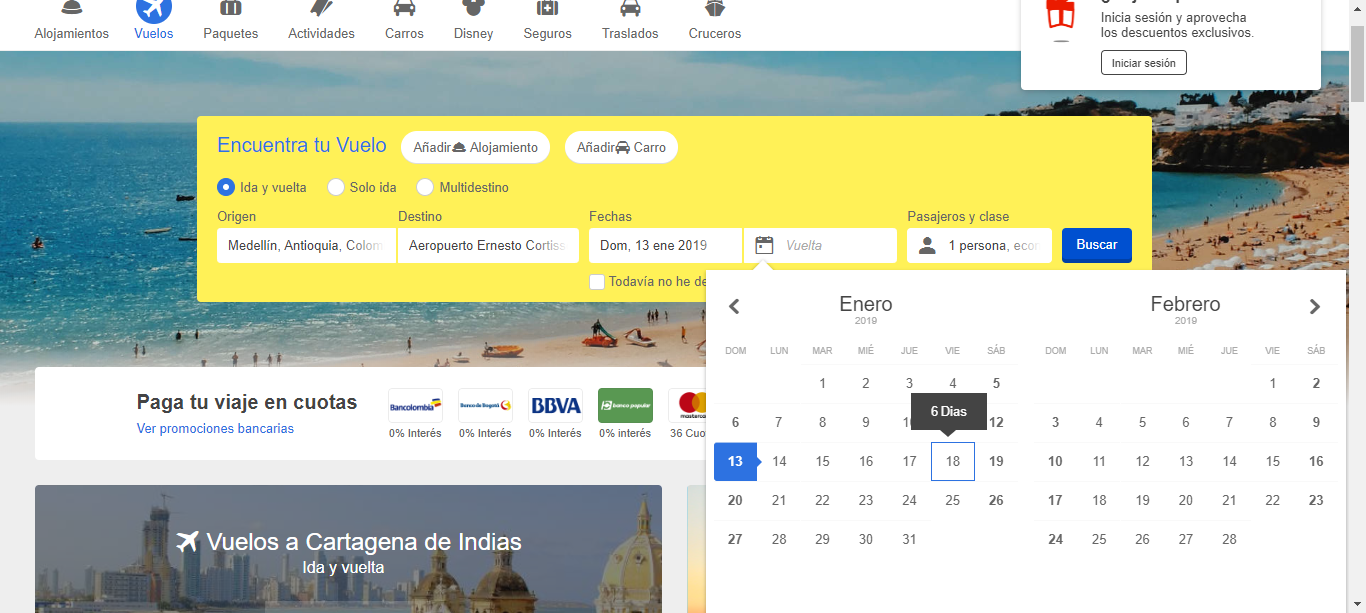 Alojamientos
Vuelos
Paquetes
Actividades
Carros
Disney
Seguros
Traslados
Cruceros
Inicia sesión y aprovecha
los descuentos exclusivos.
Iniciar sesión
Encuentra tu Vuelo
Añadir Alojamiento
Añadir Carro
Ida y vuelta
Solo ida
Multidestino
Origen
Destino
Fechas
Pasajeros y clase
Medellín, Antioquia, Colom
Aeropuerto Ernesto Cortiss
Dom, 13 ene 2019
Vuelta
1 persona, econ
Buscar
Todavía no he de
Enero
2019
DOM LUN MAR MIÉ JUE VIE SÁB
1 2 3 4 5
6 Dias
6 7 8 9 12
13 14 15 16 17 18 19
20 21 22 23 24 25 26
27 28 29 30 31
Febrero
2019
DOM LUN MAR MIÉ JUE VIE SÁB
1 2
3 4 5 6 7 8 9
10 11 12 13 14 15 16
17 18 19 20 21 22 23
24 25 26 27 28
Paga tu viaje en cuotas
Ver promociones bancarias
Bancolombia
Banco de Bogotá
BBVA
banco popular
0% Interés
0% Interés
0% Interés
0% interés
36 Cuo
Vuelos a Cartagena de Indias
Ida y vuelta